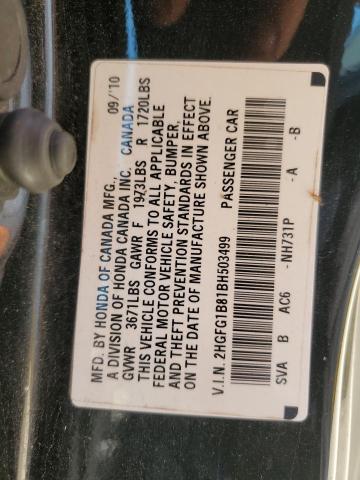 MFD. BY HONDA OF CANADA MFG., 09/'10
A DIVISION OF HONDA CANADA INC. CANADA
GVWR 3671LBS GAWR F 1973LBS R 1720LBS
THIS VEHICLE CONFORMS TO ALL APPLICABLE
FEDERAL MOTOR VEHICLE SAFETY, BUMPER,
AND THEFT PREVENTION STANDARDS IN EFFECT
ON THE DATE OF MANUFACTURE SHOWN ABOVE.
V.I.N. 2HGFG1B81BH503499 PASSENGER CAR
SVA B AC6 -NH731P -A -B